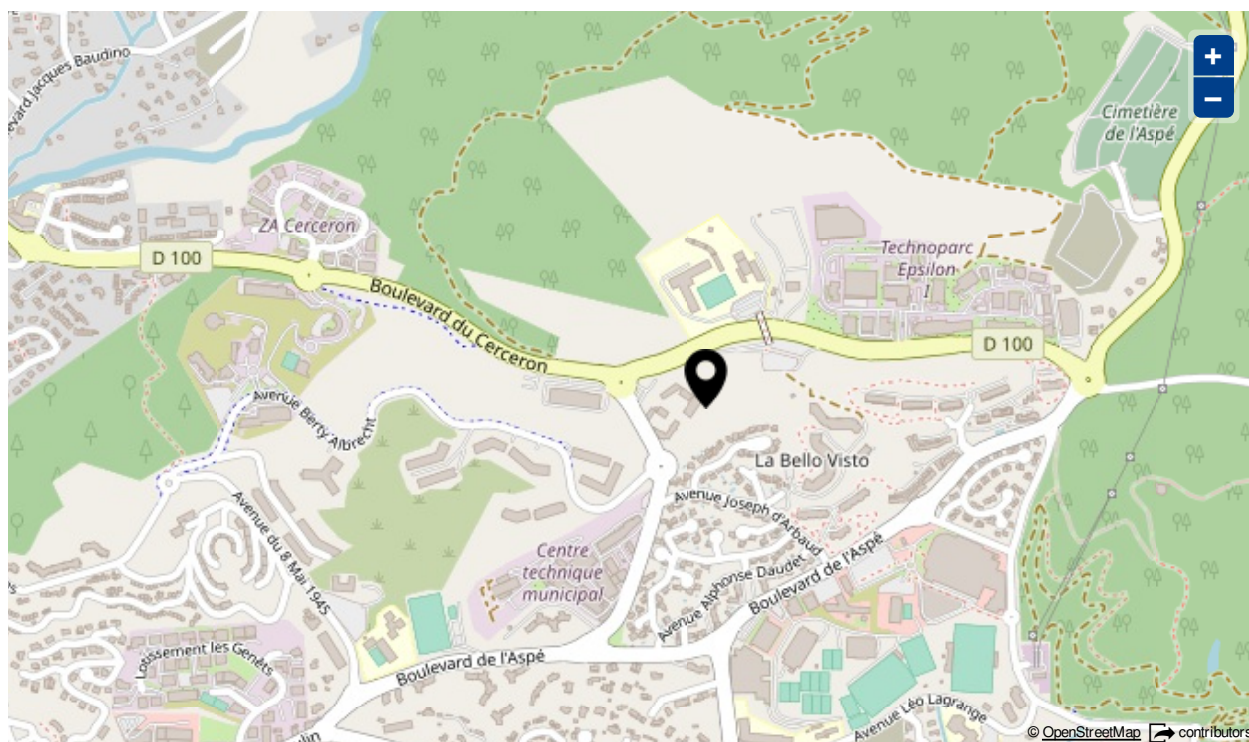 +
−
Cimetière
de l'Aspé
Jacques Baudino
ZA Cerceron
D 100
Technoparc
Epsilon
I
Boulevard du Cerceron
D 100
Avenue Berty Albrecht
La Bello Visto
Avenue Joseph d'Arbaud
Avenue du 8 Mai 1945
Centre
technique
municipal
Avenue Alphonse Daudet
Boulevard de l'Aspé
Lotissement les Genêts
Boulevard de l'Aspé
Avenue Léo Lagrange
© OpenStreetMap contributors